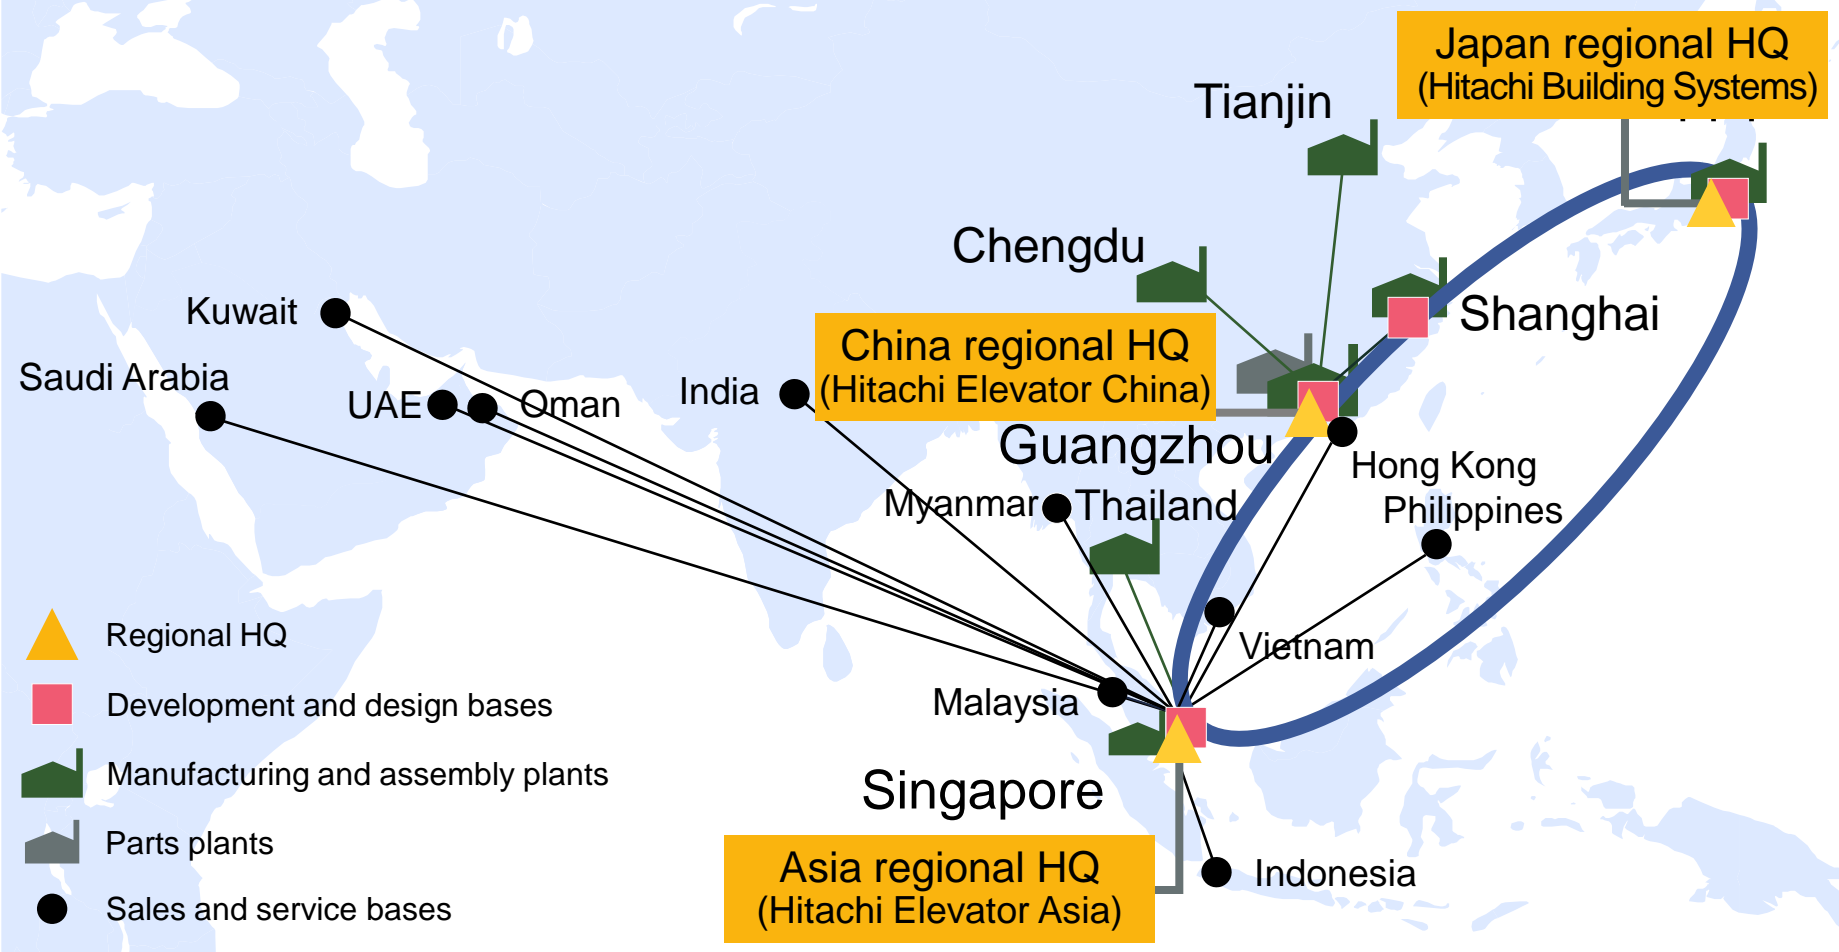 Japan regional HQ
(Hitachi Building Systems)
Tianjin
Chengdu
Kuwait
Shanghai
China regional HQ
(Hitachi Elevator China)
Saudi Arabia
UAE
Oman
India
Guangzhou
Hong Kong
Myanmar
Thailand
Philippines
Regional HQ
Vietnam
Development and design bases
Malaysia
Manufacturing and assembly plants
Singapore
Parts plants
Asia regional HQ
(Hitachi Elevator Asia)
Indonesia
Sales and service bases